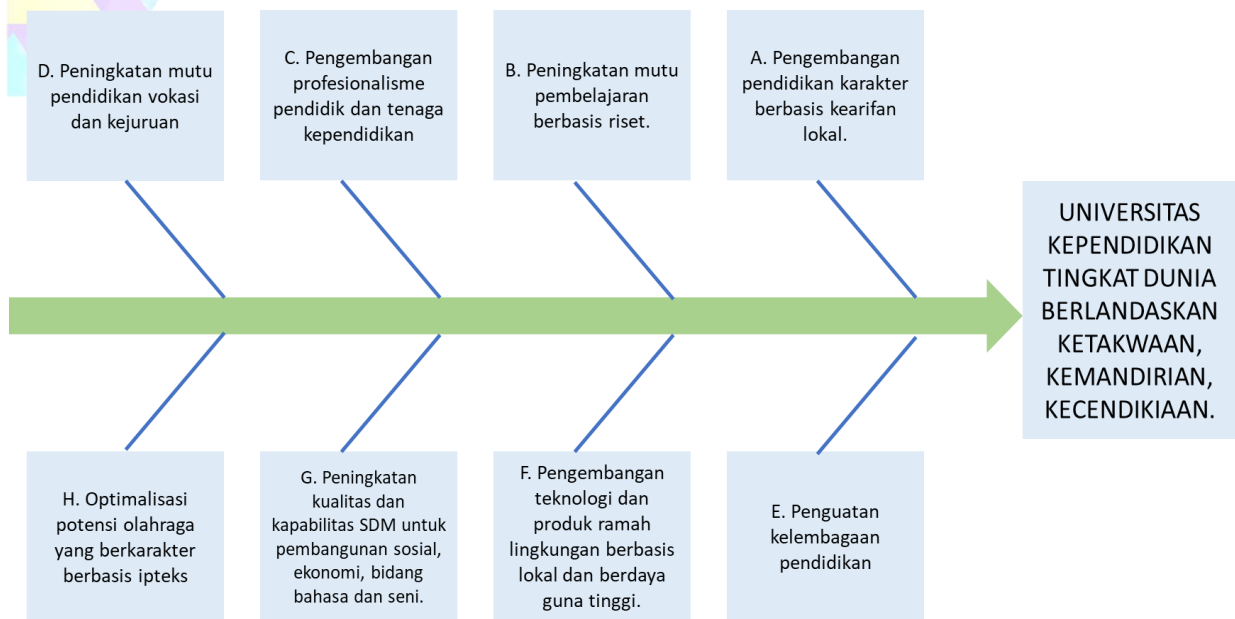 D. Peningkatan mutu
pendidikan vokasi
dan kejuruan
C. Pengembangan
profesionalisme
pendidik dan tenaga
kependidikan
B. Peningkatan mutu
pembelajaran
berbasis riset.
A. Pengembangan
pendidikan karakter
berbasis kearifan
lokal.
UNIVERSITAS
KEPENDIDIKAN
TINGKAT DUNIA
BERLANDASKAN
KETAKWAAN,
KEMANDIRIAN,
KECENDIKIAAN.
H. Optimalisasi
potensi olahraga
yang berkarakter
berbasis ipteks
G. Peningkatan
kualitas dan
kapabilitas SDM untuk
pembangunan sosial,
ekonomi, bidang
bahasa dan seni.
F. Pengembangan
teknologi dan
produk ramah
lingkungan berbasis
lokal dan berdaya
guna tinggi.
E. Penguatan
kelembagaan
pendidikan